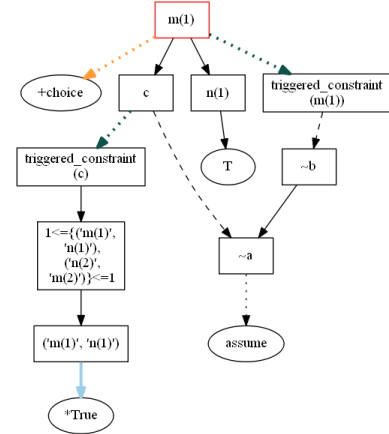 m(1)
+choice
c
n(1)
triggered_constraint
(m(1))
triggered_constraint
(c)
T
~b
1<={('m(1)',
'n(1)'),
('n(2)',
'm(2)')}<=1
~a
('m(1)', 'n(1)')
assume
*True